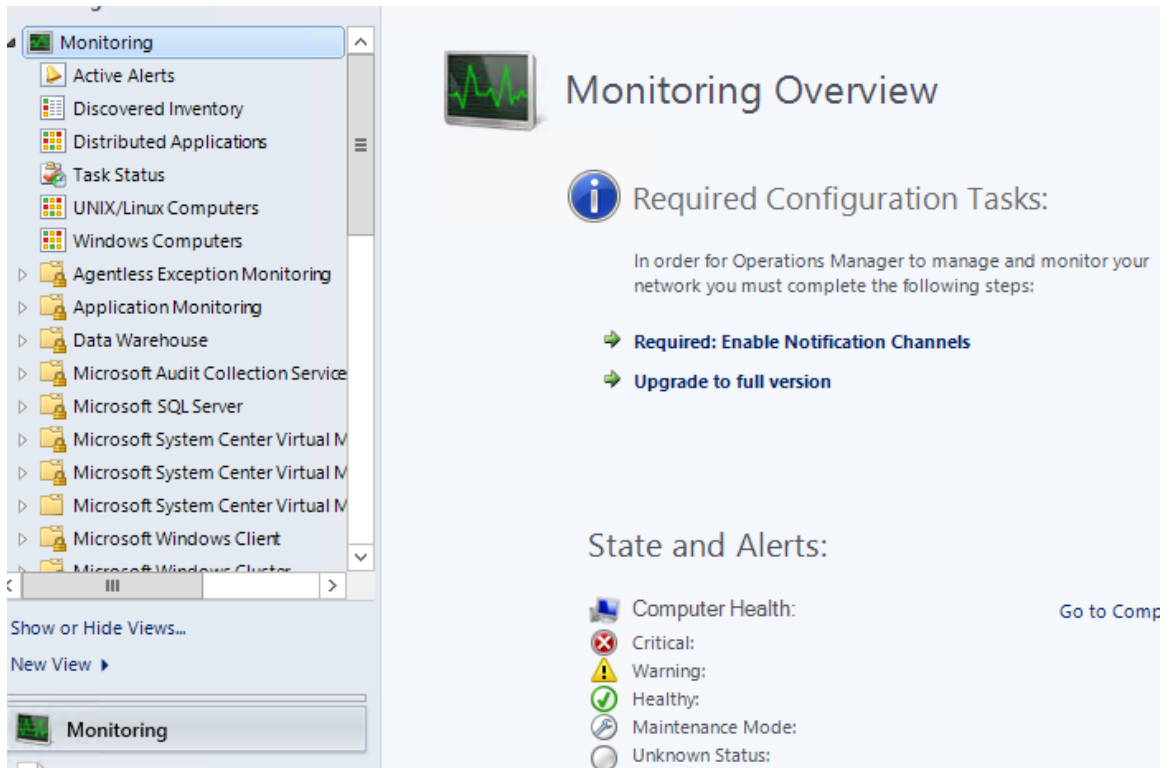 Monitoring
Active Alerts
Discovered Inventory
Distributed Applications
Task Status
UNIX/Linux Computers
Windows Computers
Agentless Exception Monitoring
Application Monitoring
Data Warehouse
Microsoft Audit Collection Service
Microsoft SQL Server
Microsoft System Center Virtual M
Microsoft System Center Virtual M
Microsoft System Center Virtual M
Microsoft Windows Client
Microsoft Windows Cluster
Show or Hide Views...
New View
Monitoring
Monitoring Overview
Required Configuration Tasks:
In order for Operations Manager to manage and monitor your
network you must complete the following steps:
Required: Enable Notification Channels
Upgrade to full version
State and Alerts:
Computer Health:
Go to Comp
Critical:
Warning:
Healthy:
Maintenance Mode:
Unknown Status: